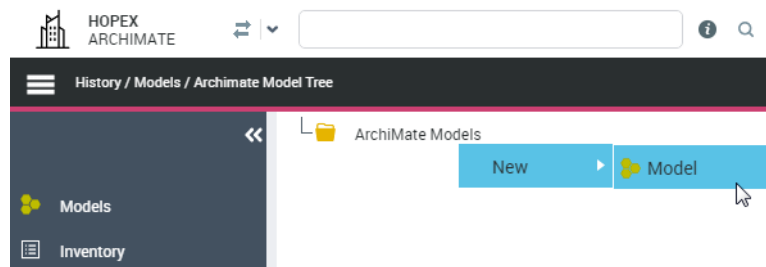 HOPEX
ARCHIMATE
History / Models / Archimate Model Tree
ArchiMate Models
New
Model
Models
Inventory